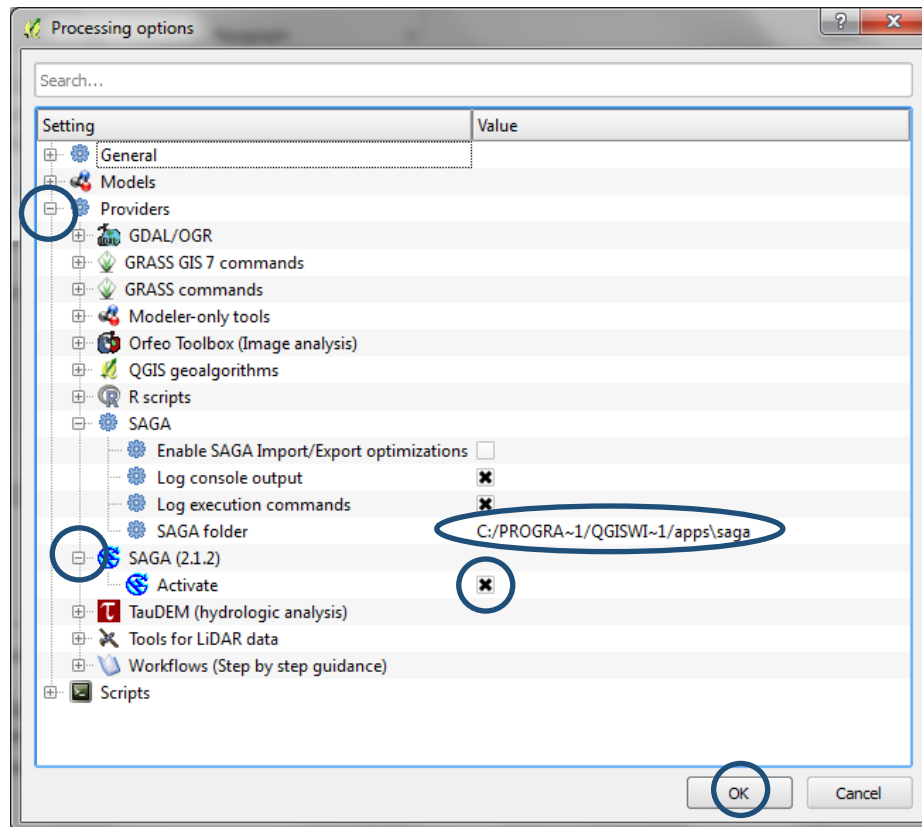 Processing options
Search...
Setting Value
General
Models
Providers
GDAL/OGR
GRASS GIS 7 commands
GRASS commands
Modeler-only tools
Orfeo Toolbox (Image analysis)
QGIS geoalgorithms
R scripts
SAGA
Enable SAGA Import/Export optimizations
Log console output
Log execution commands
SAGA folder C:/PROGRA~1/QGISWI~1/apps\saga
SAGA (2.1.2)
Activate
TauDEM (hydrologic analysis)
Tools for LiDAR data
Workflows (Step by step guidance)
Scripts
OK Cancel